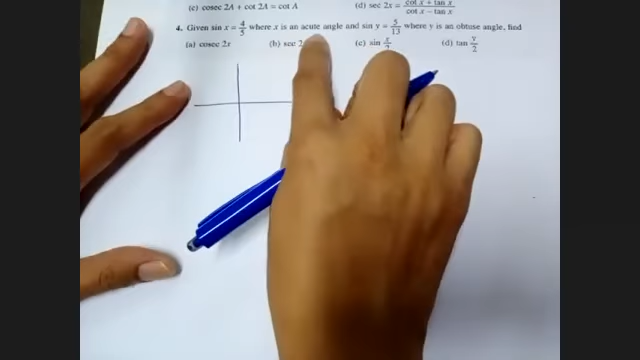 (c) cosec 2A + cot 2A = cot A (d) sec 2x = cot x + tan x / cot x − tan x
4. Given sin x = 4/5 where x is an acute angle and sin y = 5/13 where y is an obtuse angle, find
(a) cosec 2x (b) sec 2 (c) sin x/2 (d) tan y/2